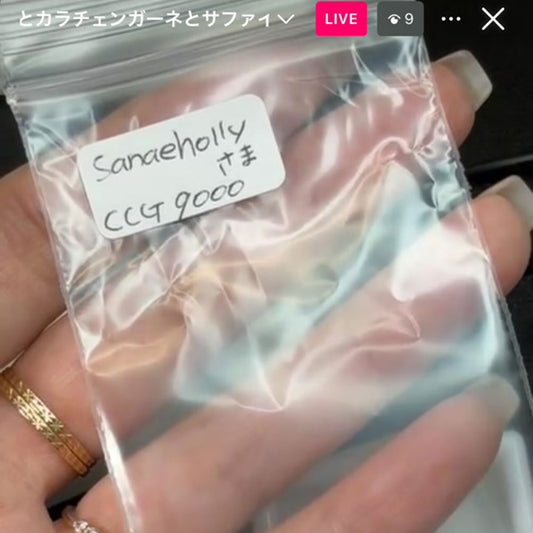 とカラチェンガーネとサファイ
LIVE
9
Sanaeholly
さま
CCG 9000